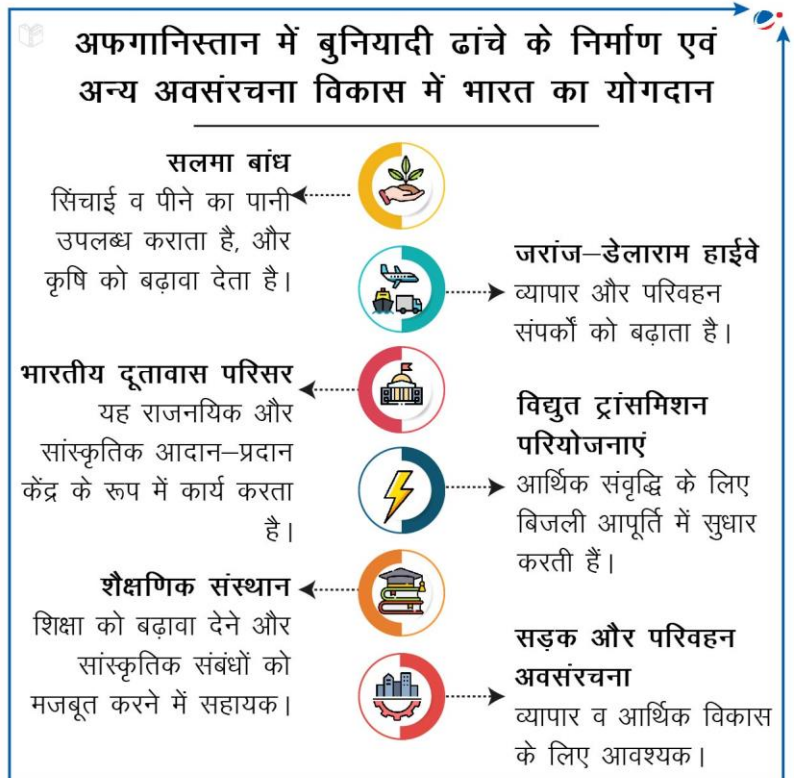 अफगानिस्तान में बुनियादी ढांचे के निर्माण एवं
अन्य अवसंरचना विकास में भारत का योगदान
सलमा बांध
सिंचाई व पीने का पानी
उपलब्ध कराता है, और
कृषि को बढ़ावा देता है।
जरांज–डेलाराम हाईवे
व्यापार और परिवहन
संपर्कों को बढ़ाता है।
भारतीय दूतावास परिसर
यह राजनयिक और
सांस्कृतिक आदान–प्रदान
केंद्र के रूप में कार्य करता
है।
विद्युत ट्रांसमिशन
परियोजनाएं
आर्थिक संवृद्धि के लिए
बिजली आपूर्ति में सुधार
करती हैं।
शैक्षणिक संस्थान
शिक्षा को बढ़ावा देने और
सांस्कृतिक संबंधों को
मजबूत करने में सहायक।
सड़क और परिवहन
अवसंरचना
व्यापार व आर्थिक विकास
के लिए आवश्यक।